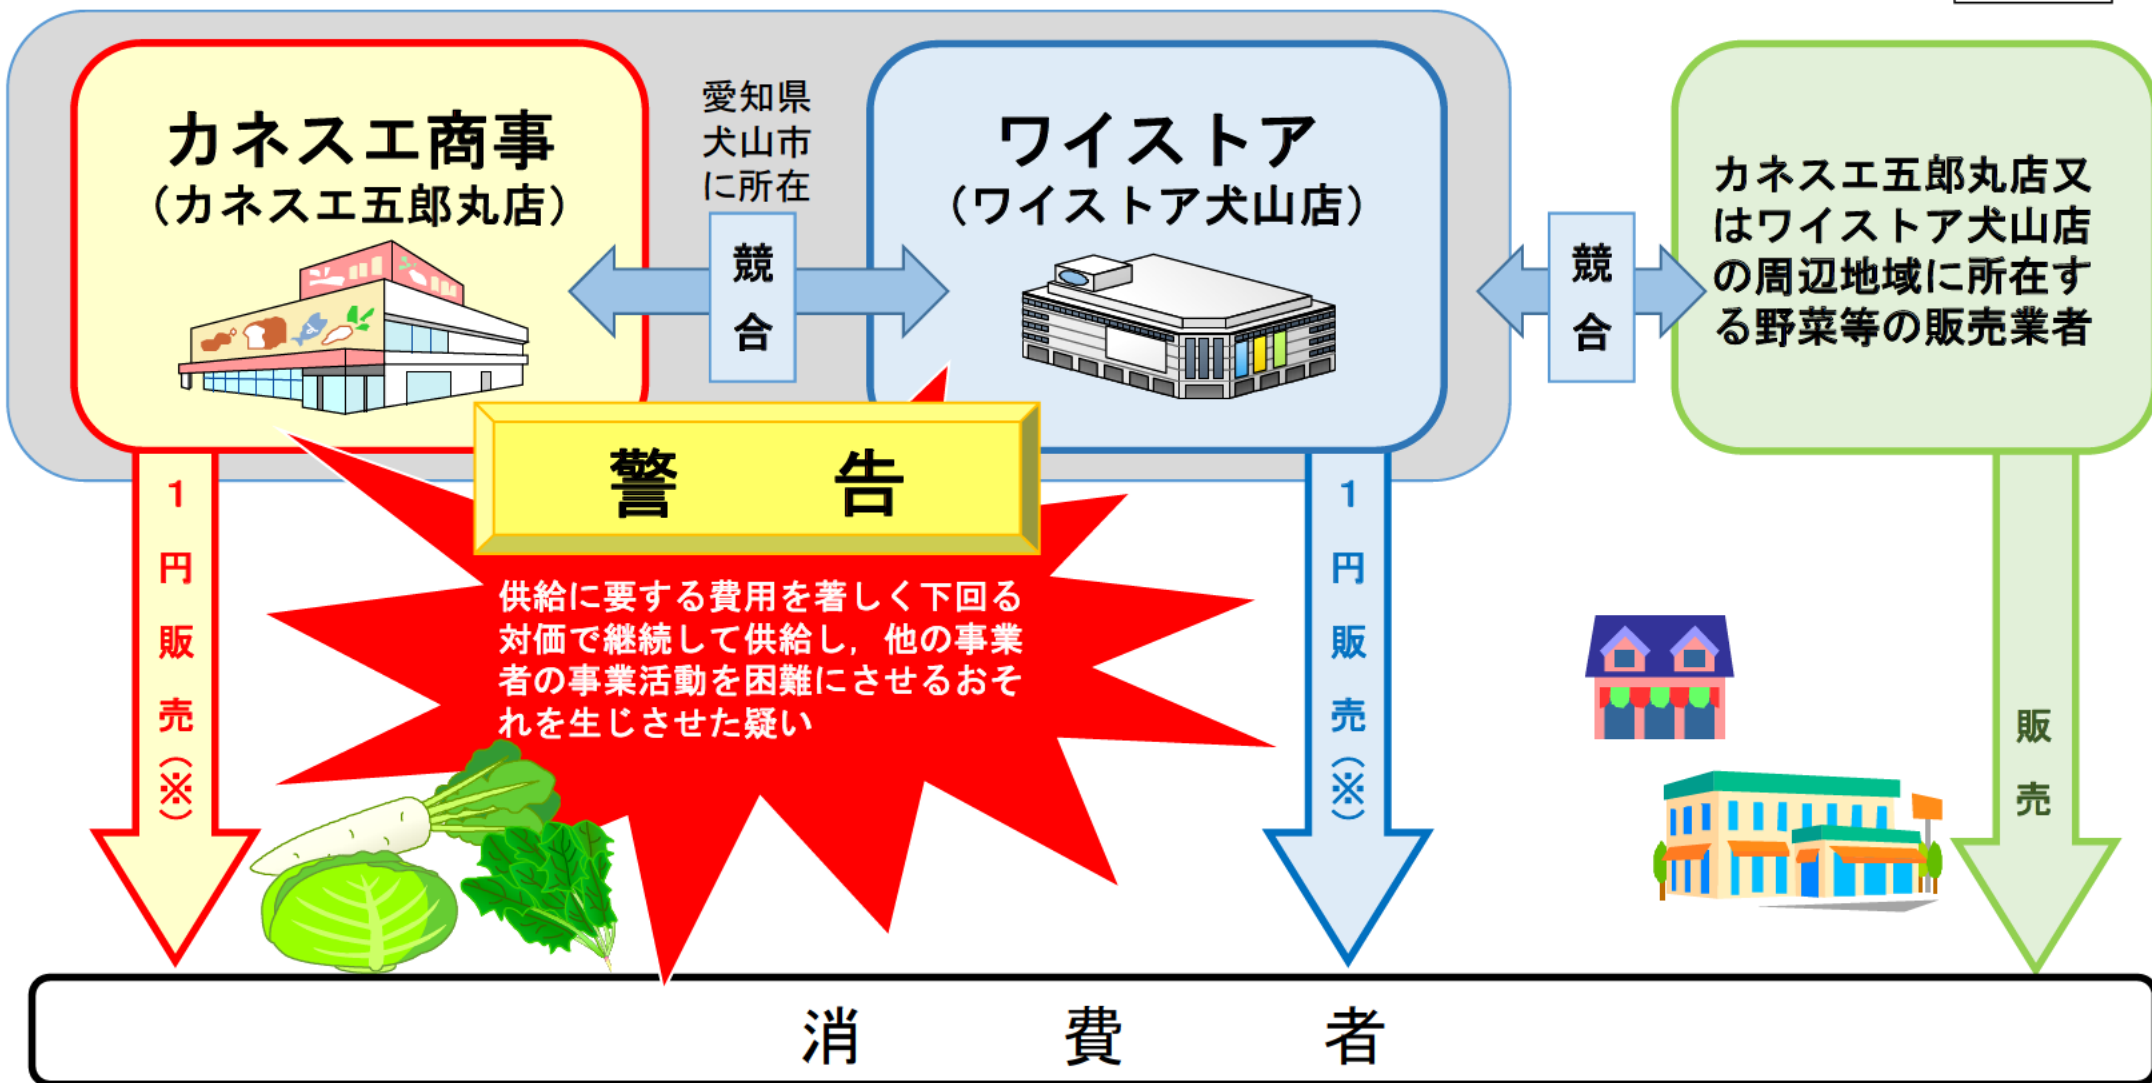 カネスエ商事
（カネスエ五郎丸店）
愛知県
犬山市
に所在
競
合
ワイストア
（ワイストア犬山店）
競
合
カネスエ五郎丸店又
はワイストア犬山店
の周辺地域に所在す
る野菜等の販売業者
警告
供給に要する費用を著しく下回る
対価で継続して供給し，他の事業
者の事業活動を困難にさせるおそ
れを生じさせた疑い
１円販売（※）
１円販売（※）
販売
消費者